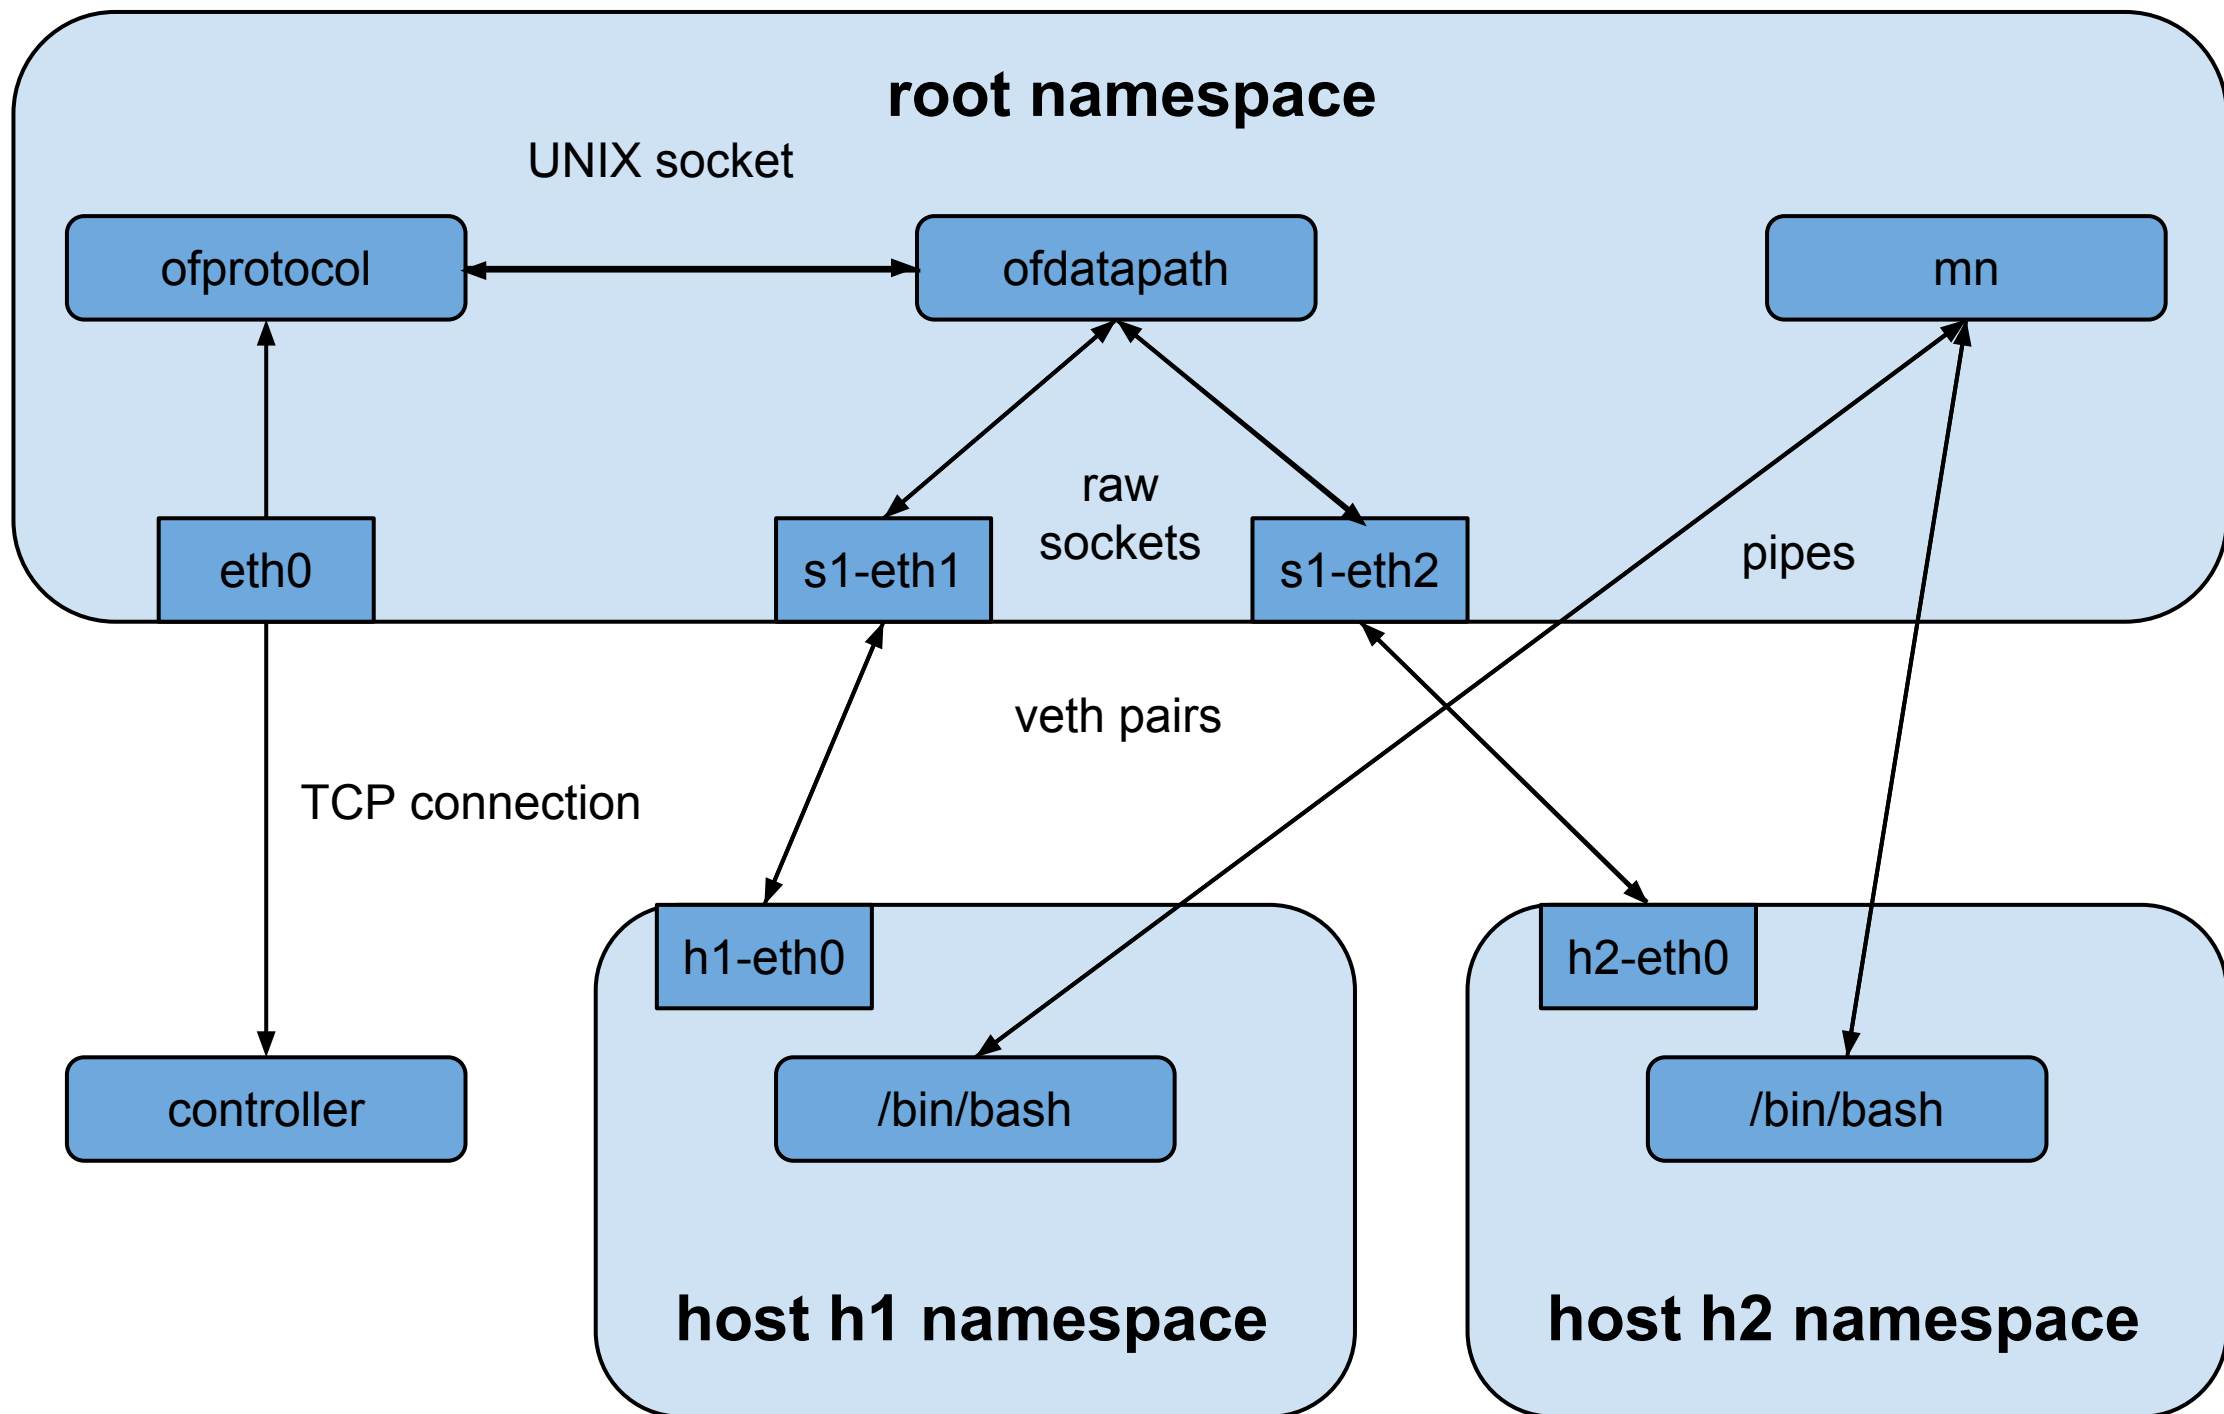 root namespace
UNIX socket
ofprotocol
ofdatapath
mn
raw
sockets
eth0
s1-eth1
s1-eth2
pipes
veth pairs
TCP connection
h1-eth0
h2-eth0
controller
/bin/bash
/bin/bash
host h1 namespace
host h2 namespace